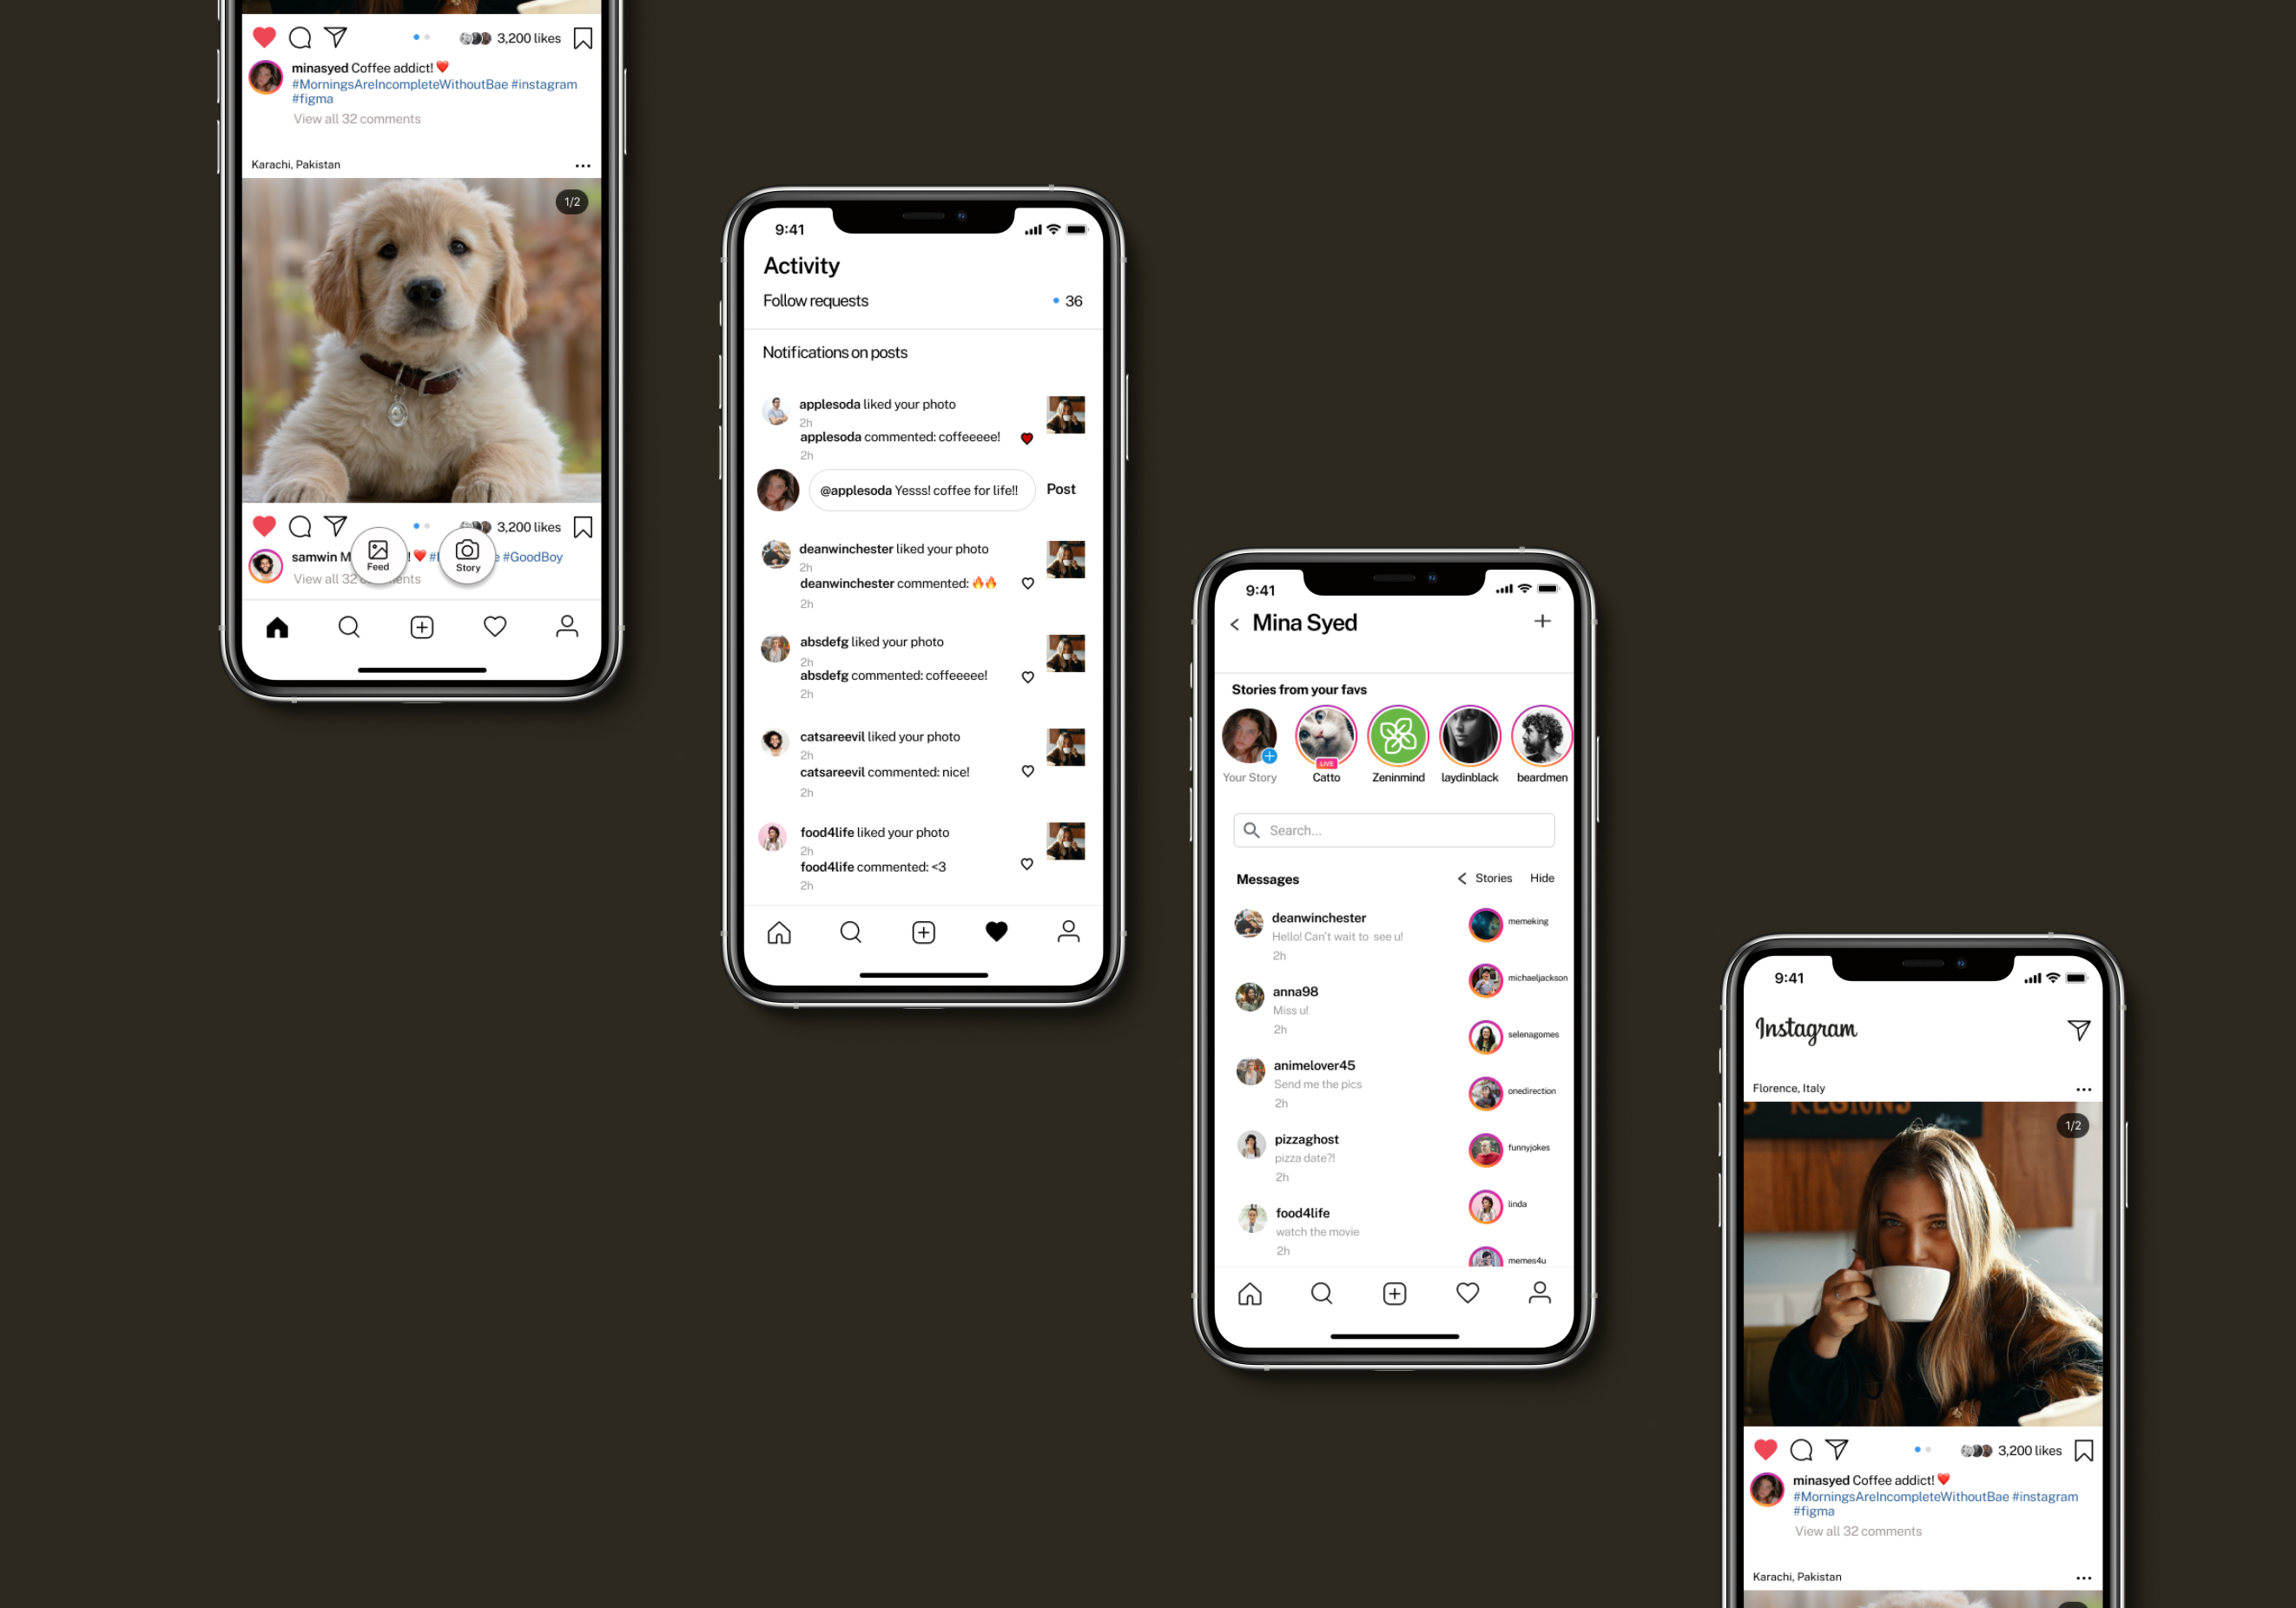 3,200 likes
minasyed Coffee addict! ❤️
#MorningsAreIncompleteWithoutBae #instagram
#figma
View all 32 comments
Karachi, Pakistan
1/2
3,200 likes
samwin M ! ❤️ #GoodBoy
View all 32
Feed
Story
9:41
Activity
Follow requests
36
Notifications on posts
applesoda liked your photo
2h
applesoda commented: coffeeeee!
2h
@applesoda Yesss! coffee for life!!
Post
deanwinchester liked your photo
2h
deanwinchester commented: 🔥🔥
2h
absdefg liked your photo
2h
absdefg commented: coffeeeee!
2h
catsareevil liked your photo
2h
catsareevil commented: nice!
2h
food4life liked your photo
2h
food4life commented: <3
2h
9:41
Mina Syed
Stories from your favs
LIVE
Your Story
Catto
Zeninmind
laydinblack
beardmen
Search...
Messages
Stories
Hide
deanwinchester
Hello! Can't wait to see u!
2h
anna98
Miss u!
2h
animelover45
Send me the pics
2h
pizzaghost
pizza date?!
2h
food4life
watch the movie
2h
memeking
michaeljackson
selenagomes
onedirection
funnyjokes
linda
memes4u
9:41
Instagram
Florence, Italy
1/2
3,200 likes
minasyed Coffee addict! ❤️
#MorningsAreIncompleteWithoutBae #instagram
#figma
View all 32 comments
Karachi, Pakistan